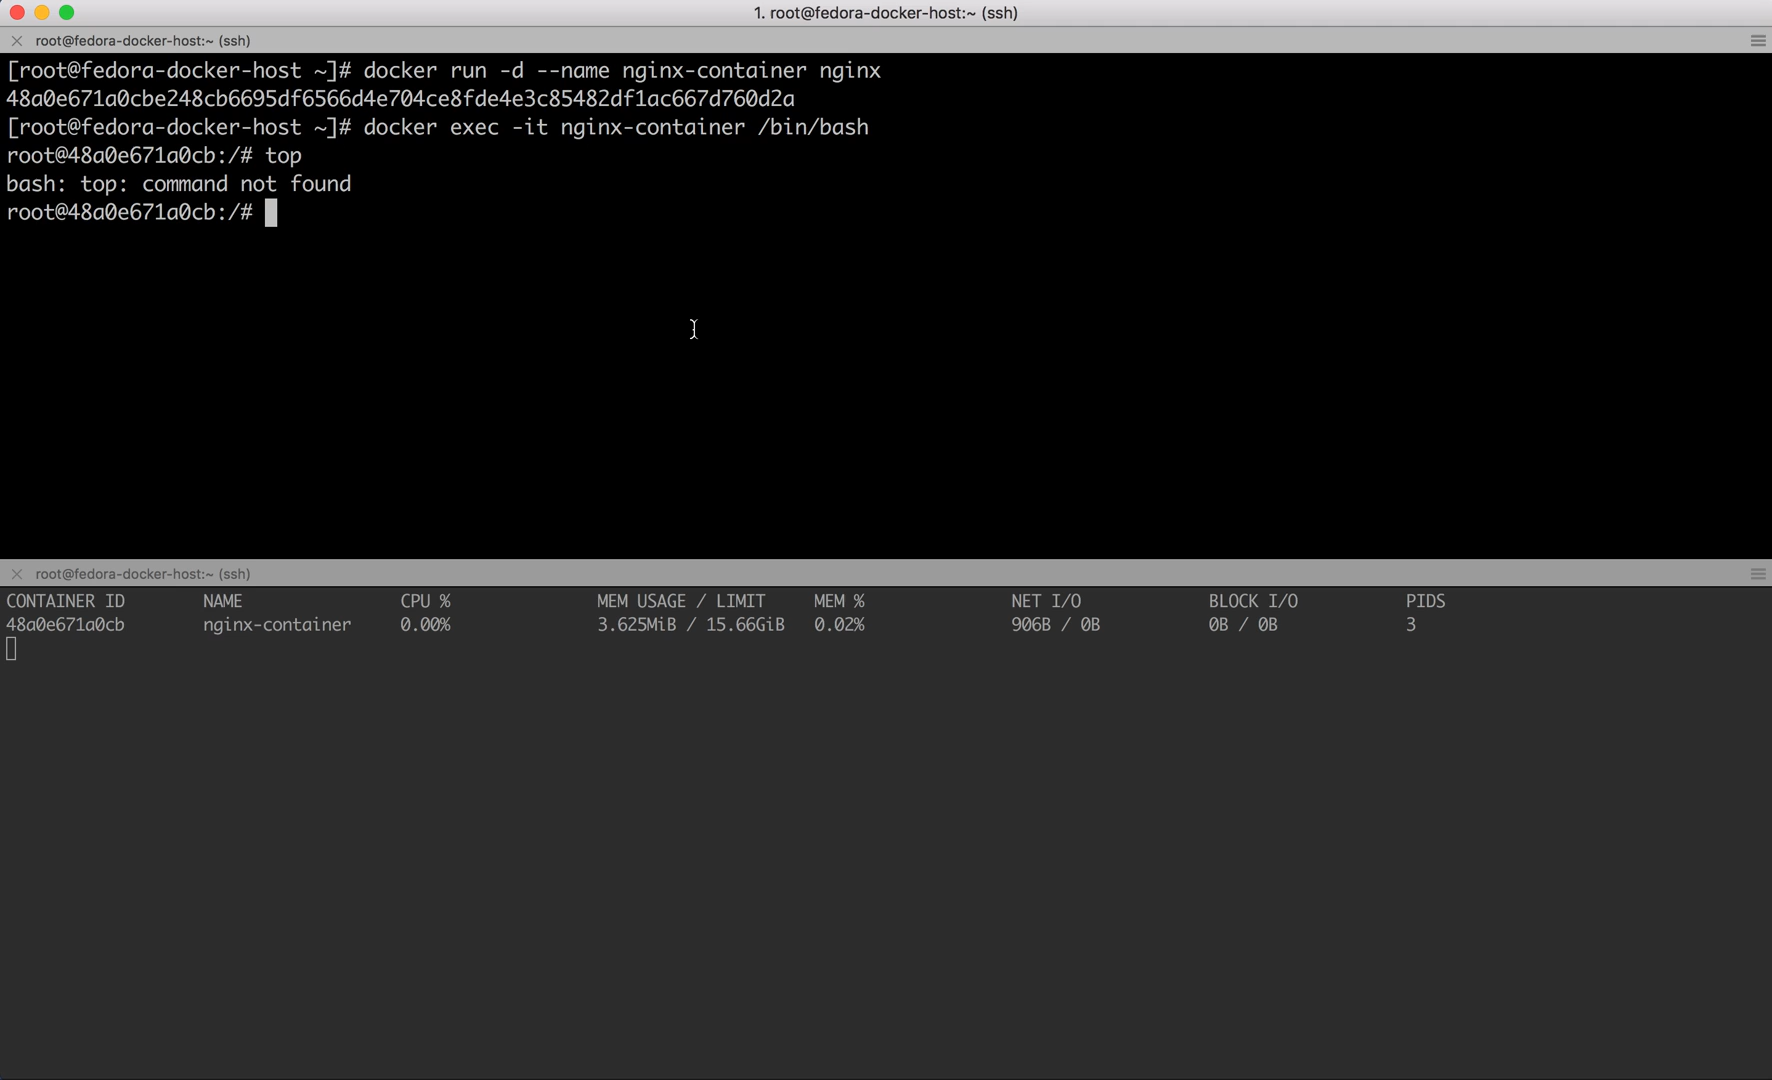 1. root@fedora-docker-host:~ (ssh)
root@fedora-docker-host:~ (ssh)
[root@fedora-docker-host ~]# docker run -d --name nginx-container nginx
48a0e671a0cbe248cb6695df6566d4e704ce8fde4e3c85482df1ac667d760d2a
[root@fedora-docker-host ~]# docker exec -it nginx-container /bin/bash
root@48a0e671a0cb:/# top
bash: top: command not found
root@48a0e671a0cb:/#
root@fedora-docker-host:~ (ssh)
CONTAINER ID NAME CPU % MEM USAGE / LIMIT MEM % NET I/O BLOCK I/O PIDS
48a0e671a0cb nginx-container 0.00% 3.625MiB / 15.66GiB 0.02% 906B / 0B 0B / 0B 3